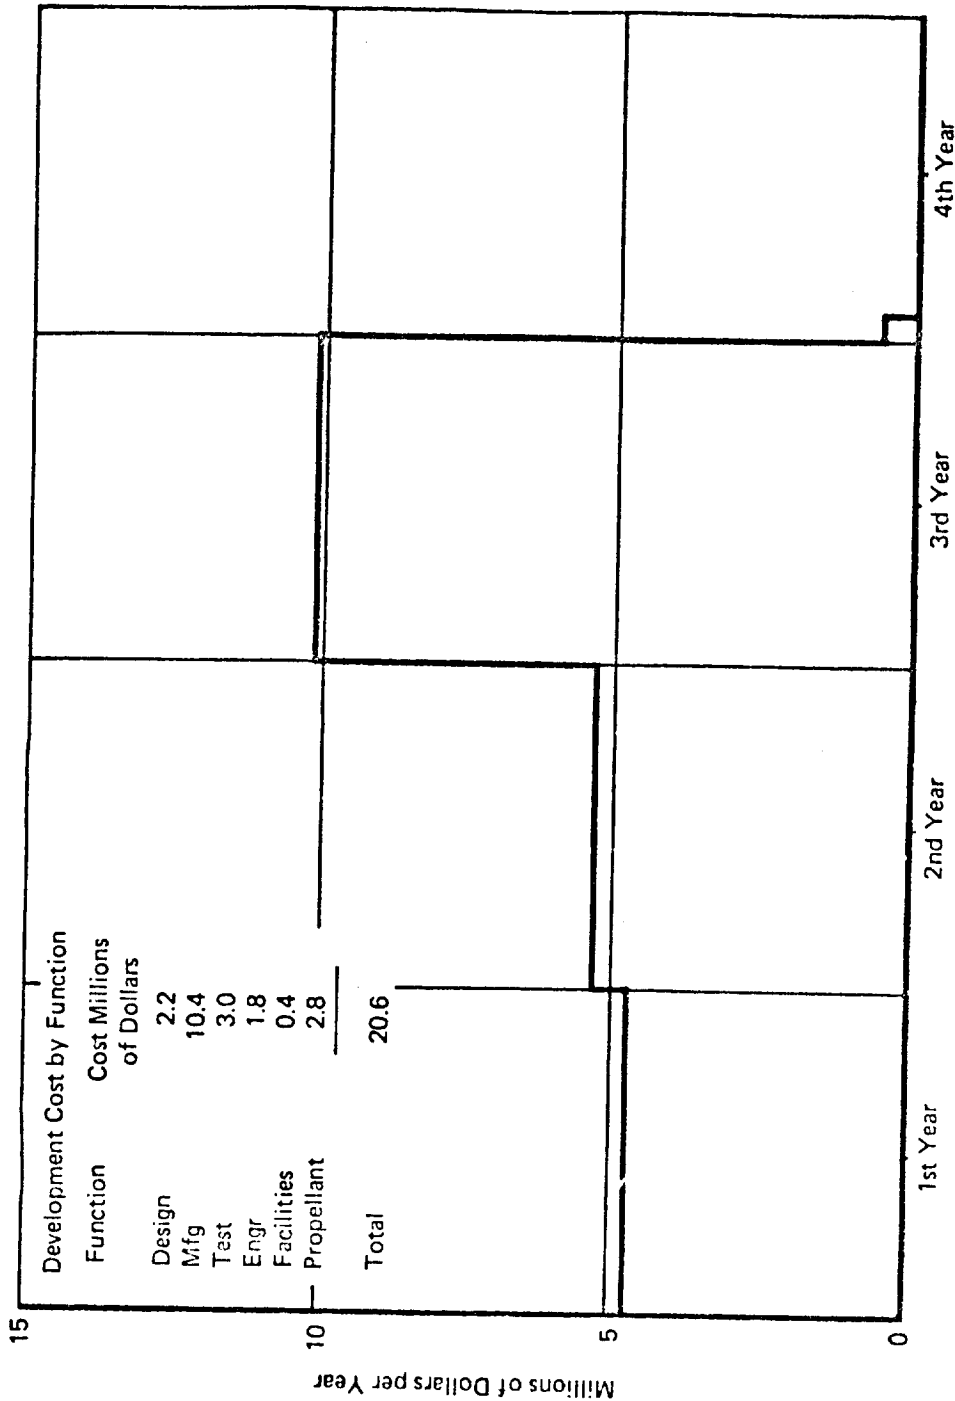 15
10
5
0
Millions of Dollars per Year
Development Cost by Function
Function Cost Millions
of Dollars
Design 2.2
Mfg 10.4
Test 3.0
Engr 1.8
Facilities 0.4
Propellant 2.8
Total 20.6
1st Year 2nd Year 3rd Year 4th Year